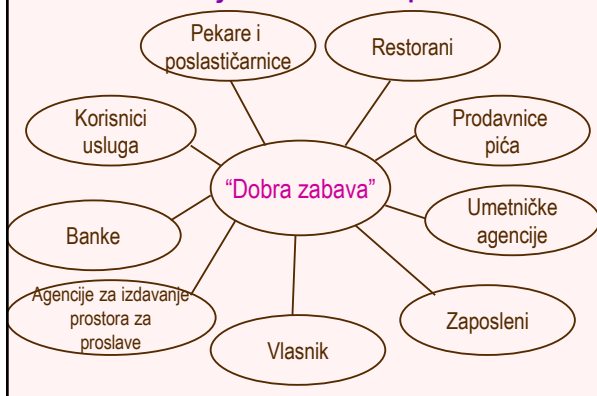 Pekare i
poslastičarnice
Restorani
Korisnici
usluga
Prodavnice
pića
“Dobra zabava”
Umetničke
agencije
Banke
Agencije za izdavanje
prostora za
proslave
Zaposleni
Vlasnik